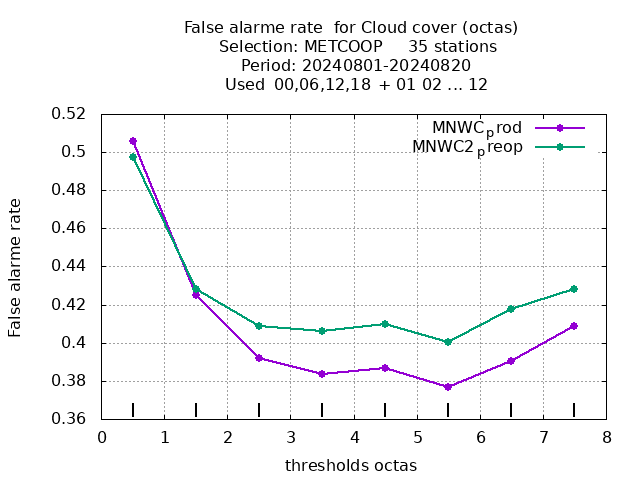 False alarme rate  for Cloud cover (octas)
Selection: METCOOP     35 stations
Period: 20240801-20240820
Used  00,06,12,18 + 01 02 ... 12
MNWC_prod
MNWC2_preop
0.52
0.5
0.48
0.46
0.44
0.42
0.4
0.38
0.36
False alarme rate
0 1 2 3 4 5 6 7 8
thresholds octas